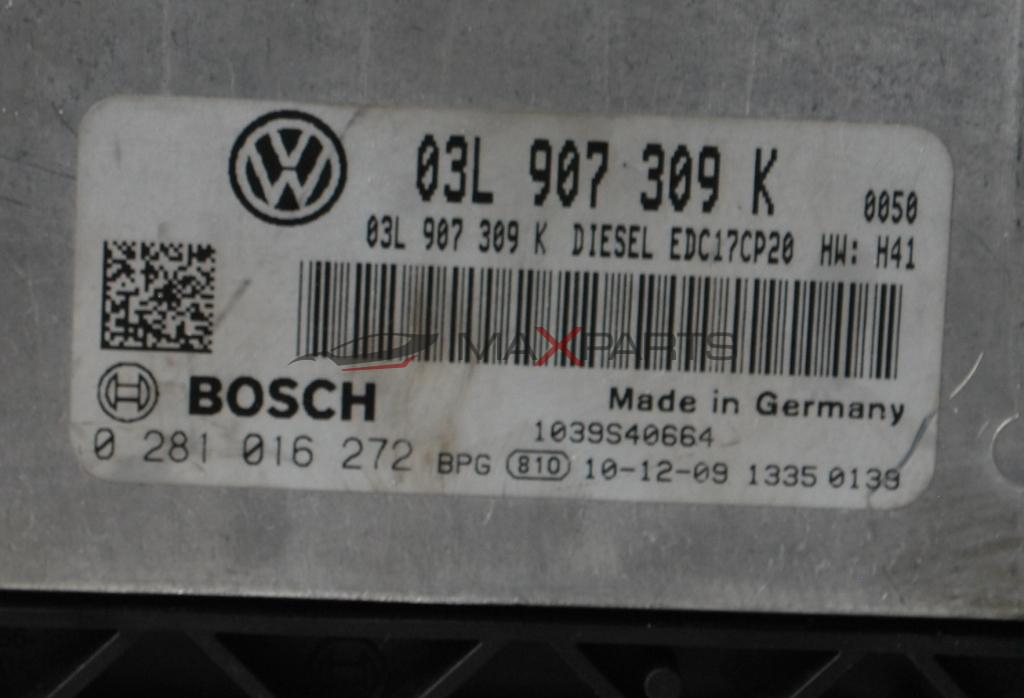 03L 907 309 K 0050
03L 907 309 K DIESEL EDC17CP20 HW: H41
MAXPARTS
BOSCH
Made in Germany
1039S40664
0 281 016 272 BPG 810 10-12-09 1335 0139